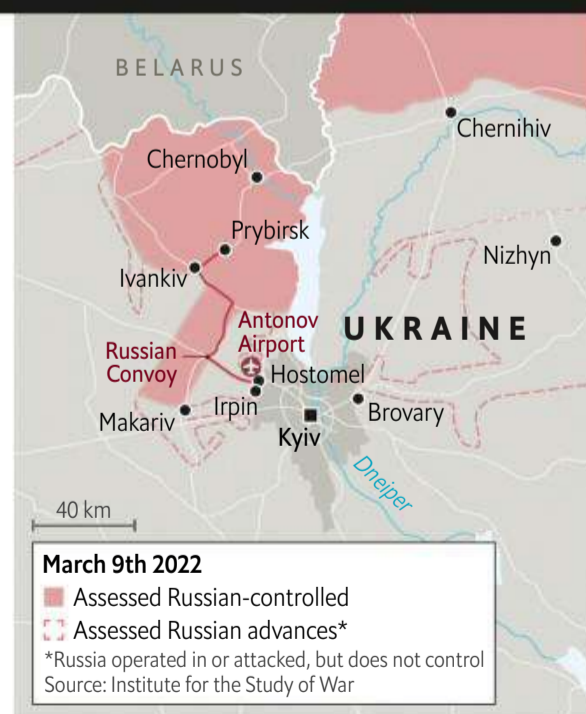 BELARUS
Chernihiv
Chernobyl
Prybirsk
Nizhyn
Ivankiv
Antonov
Airport
UKRAINE
Russian
Convoy
Hostomel
Irpin
Makariv
Brovary
Kyiv
Dneiper
40 km
March 9th 2022
Assessed Russian-controlled
Assessed Russian advances*
*Russia operated in or attacked, but does not control
Source: Institute for the Study of War